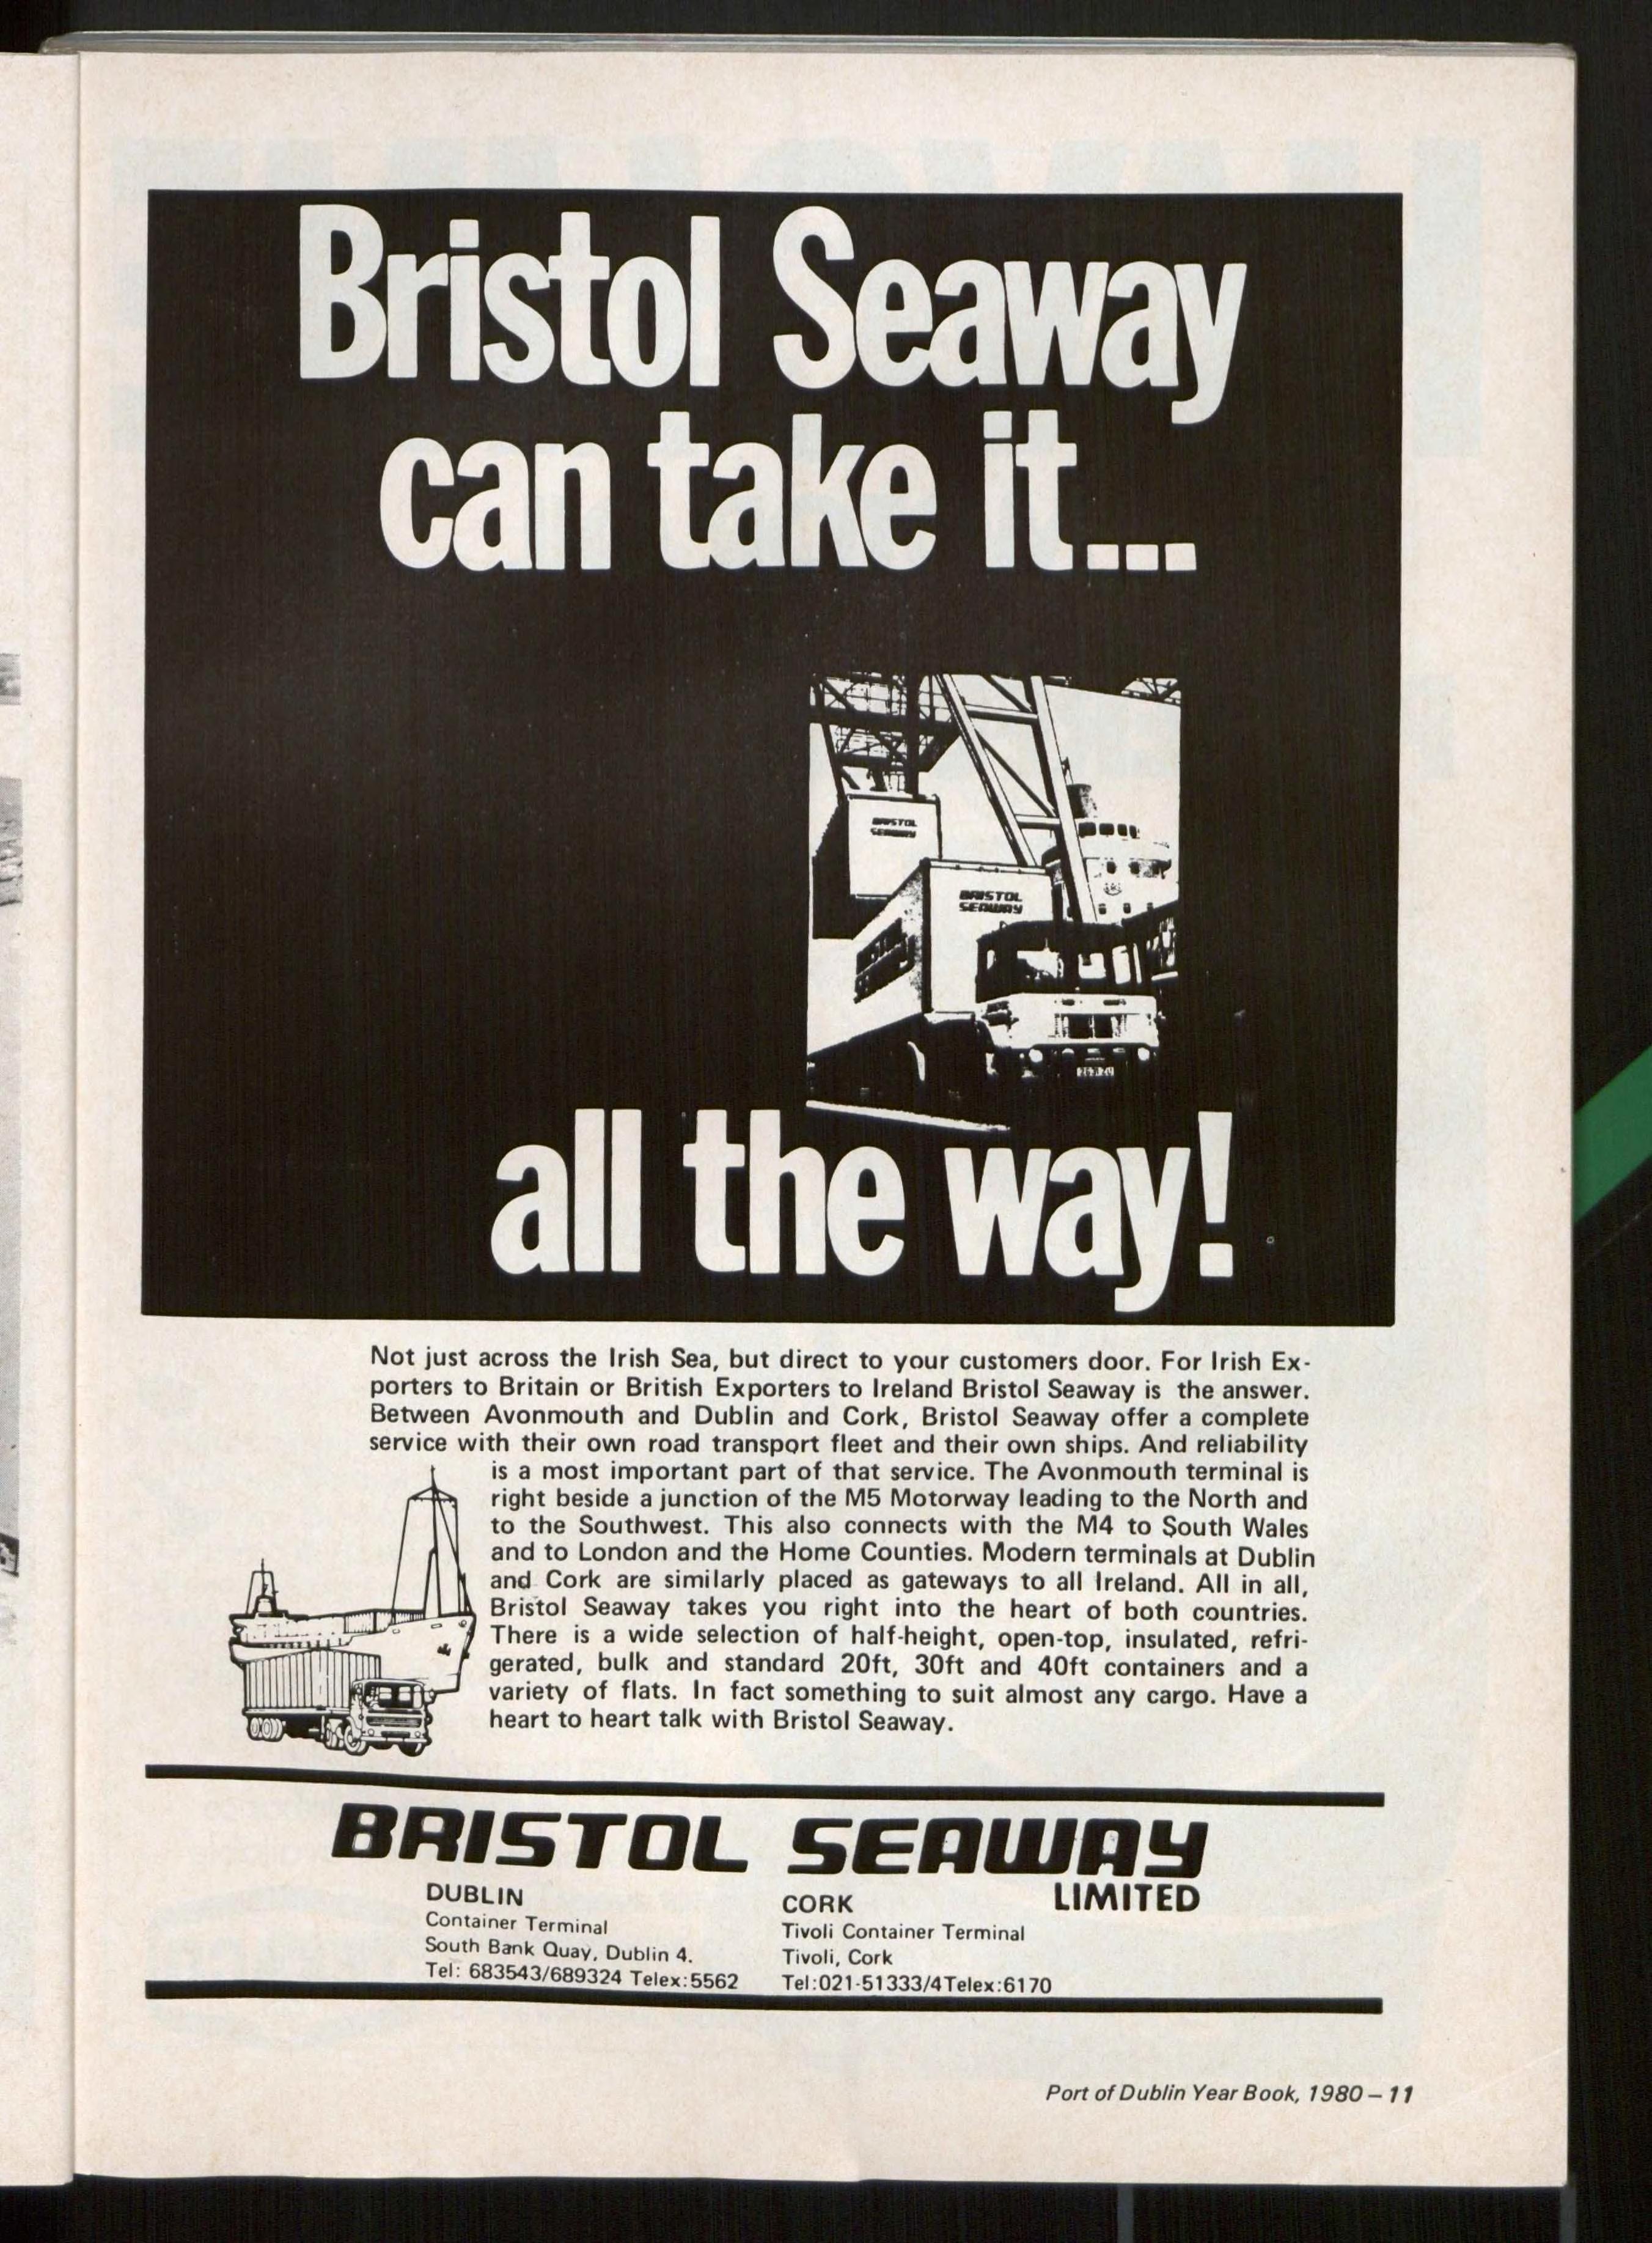 Bristol Seaway
can take it...
BRISTOL
SEAWAY
BRISTOL
SEAWAY
all the way!
Not just across the Irish Sea, but direct to your customers door. For Irish Ex-
porters to Britain or British Exporters to Ireland Bristol Seaway is the answer.
Between Avonmouth and Dublin and Cork, Bristol Seaway offer a complete
service with their own road transport fleet and their own ships. And reliability
is a most important part of that service. The Avonmouth terminal is
right beside a junction of the M5 Motorway leading to the North and
to the Southwest. This also connects with the M4 to South Wales
and to London and the Home Counties. Modern terminals at Dublin
and Cork are similarly placed as gateways to all Ireland. All in all,
Bristol Seaway takes you right into the heart of both countries.
There is a wide selection of half-height, open-top, insulated, refri-
gerated, bulk and standard 20ft, 30ft and 40ft containers and a
variety of flats. In fact something to suit almost any cargo. Have a
heart to heart talk with Bristol Seaway.
BRISTOL SEAWAY
LIMITED
DUBLIN
Container Terminal
South Bank Quay, Dublin 4.
Tel: 683543/689324 Telex:5562
CORK
Tivoli Container Terminal
Tivoli, Cork
Tel:021-51333/4Telex:6170
Port of Dublin Year Book, 1980 – 11